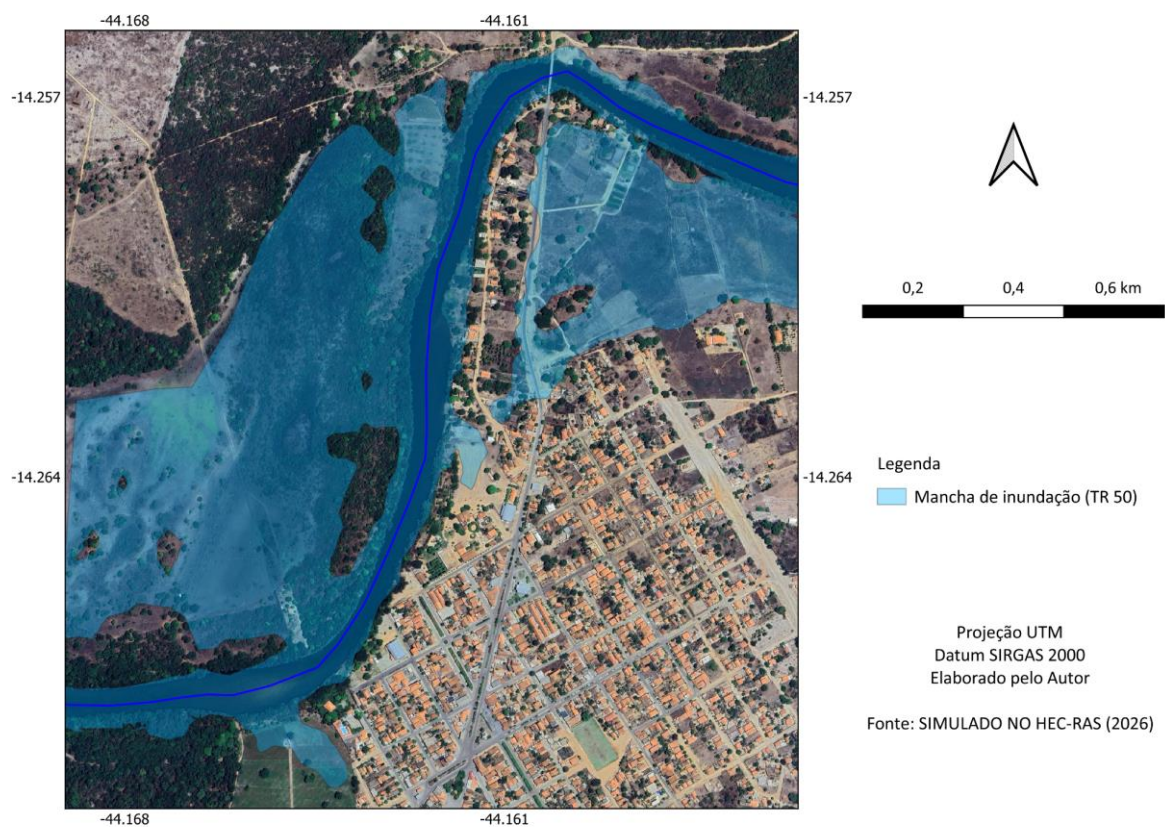 -44.168 -44.161
-14.257 -14.257
0,2 0,4 0,6 km
-14.264 -14.264
Legenda
Mancha de inundação (TR 50)
Projeção UTM
Datum SIRGAS 2000
Elaborado pelo Autor
Fonte: SIMULADO NO HEC-RAS (2026)
-44.168 -44.161